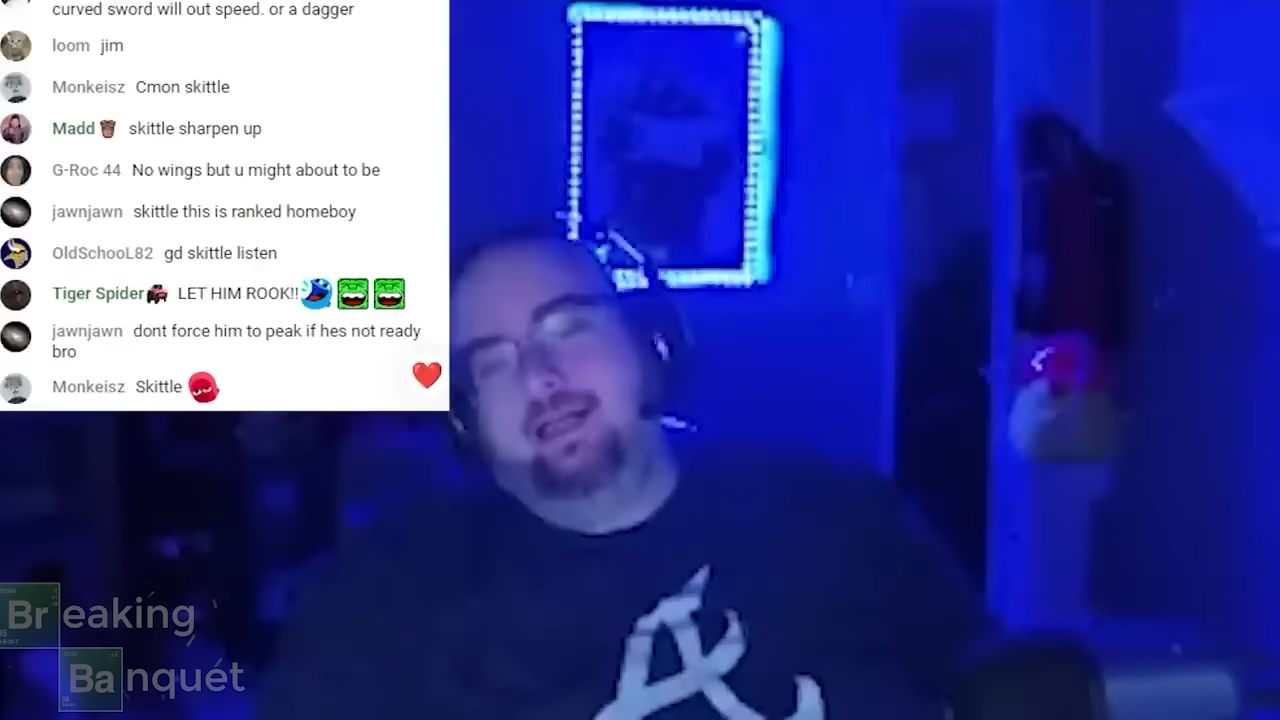 curved sword will out speed. or a dagger
loom jim
Monkeisz Cmon skittle
Madd skittle sharpen up
G-Roc 44 No wings but u might about to be
jawnjawn skittle this is ranked homeboy
OldSchooL82 gd skittle listen
Tiger Spider LET HIM ROOK!!
jawnjawn dont force him to peak if hes not ready
bro
Monkeisz Skittle
Breaking
Banquet
A